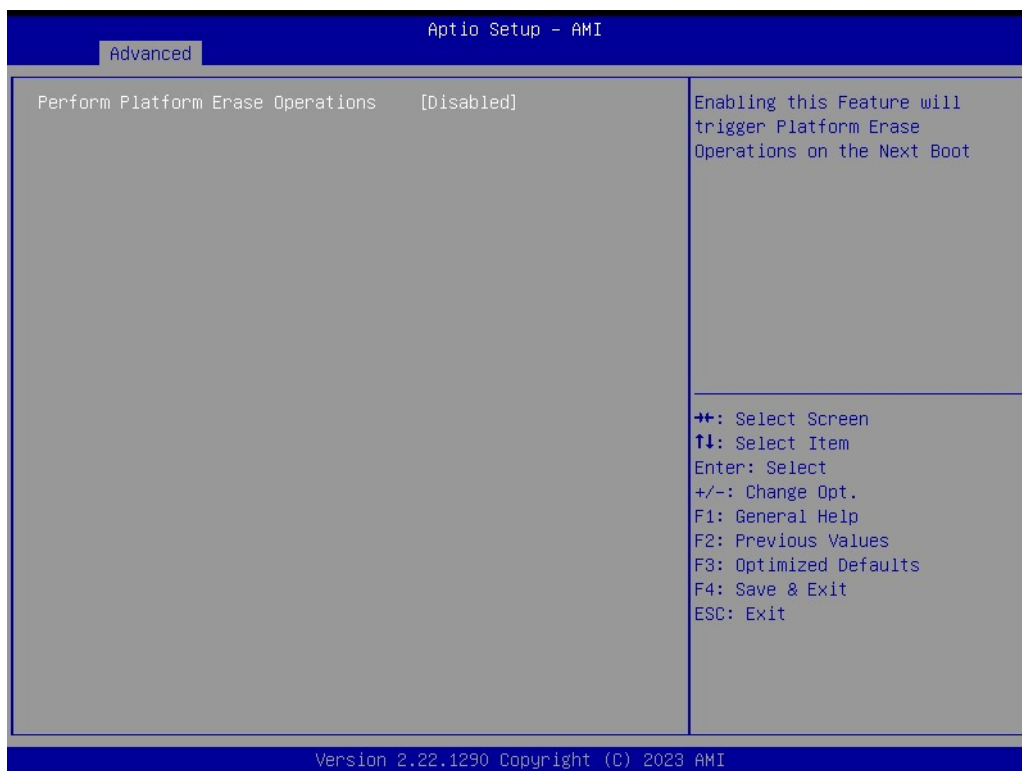 Aptio Setup – AMI
Advanced
Perform Platform Erase Operations [Disabled]
Enabling this Feature will
trigger Platform Erase
Operations on the Next Boot
→←: Select Screen
↑↓: Select Item
Enter: Select
+/-: Change Opt.
F1: General Help
F2: Previous Values
F3: Optimized Defaults
F4: Save & Exit
ESC: Exit
Version 2.22.1290 Copyright (C) 2023 AMI